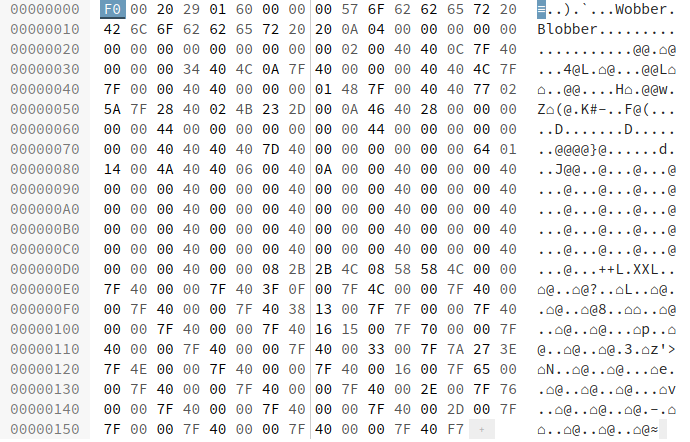 00000000 F0 00 20 29 01 60 00 00 00 57 6F 62 62 65 72 20 ≡..).`...Wobber.
00000010 42 6C 6F 62 62 65 72 20 20 0A 04 00 00 00 00 00 Blobber.........
00000020 00 00 00 00 00 00 00 00 00 02 00 40 40 0C 7F 40 ...........@@.⌂@
00000030 00 00 00 34 40 4C 0A 7F 40 00 00 00 40 40 4C 7F ...4@L.⌂@...@@L⌂
00000040 7F 00 00 40 40 00 00 00 01 48 7F 00 40 40 77 02 ⌂..@@....H⌂.@@w.
00000050 5A 7F 28 40 02 4B 23 2D 00 0A 46 40 28 00 00 00 Z⌂(@.K#-..F@(...
00000060 00 00 44 00 00 00 00 00 00 00 44 00 00 00 00 00 ..D.......D.....
00000070 00 00 40 40 40 40 7D 40 00 00 00 00 00 00 64 01 ..@@@@}@......d.
00000080 14 00 4A 40 40 06 00 40 0A 00 00 40 00 00 00 40 ..J@@..@...@...@
00000090 00 00 00 40 00 00 00 40 00 00 00 40 00 00 00 40 ...@...@...@...@
000000A0 00 00 00 40 00 00 00 40 00 00 00 40 00 00 00 40 ...@...@...@...@
000000B0 00 00 00 40 00 00 00 40 00 00 00 40 00 00 00 40 ...@...@...@...@
000000C0 00 00 00 40 00 00 00 40 00 00 00 40 00 00 00 40 ...@...@...@...@
000000D0 00 00 00 40 00 00 08 2B 2B 4C 08 58 58 4C 00 00 ...@...++L.XXL..
000000E0 7F 40 00 00 7F 40 3F 0F 00 7F 4C 00 00 7F 40 00 ⌂@..⌂@?..⌂L..⌂@.
000000F0 00 7F 40 00 00 7F 40 38 13 00 7F 7F 00 00 7F 40 .⌂@..⌂@8..⌂⌂..⌂@
00000100 00 00 7F 40 00 00 7F 40 16 15 00 7F 70 00 00 7F ..⌂@..⌂@...⌂p..⌂
00000110 40 00 00 7F 40 00 00 7F 40 00 33 00 7F 7A 27 3E @..⌂@..⌂@.3.⌂z'>
00000120 7F 4E 00 00 7F 40 00 00 7F 40 00 16 00 7F 65 00 ⌂N..⌂@..⌂@...⌂e.
00000130 00 7F 40 00 00 7F 40 00 00 7F 40 00 2E 00 7F 76 .⌂@..⌂@..⌂@...⌂v
00000140 00 00 7F 40 00 00 7F 40 00 00 7F 40 00 2D 00 7F ..⌂@..⌂@..⌂@.-.⌂
00000150 7F 00 00 7F 40 00 00 7F 40 00 00 7F 40 F7 + ⌂..⌂@..⌂@..⌂@≈